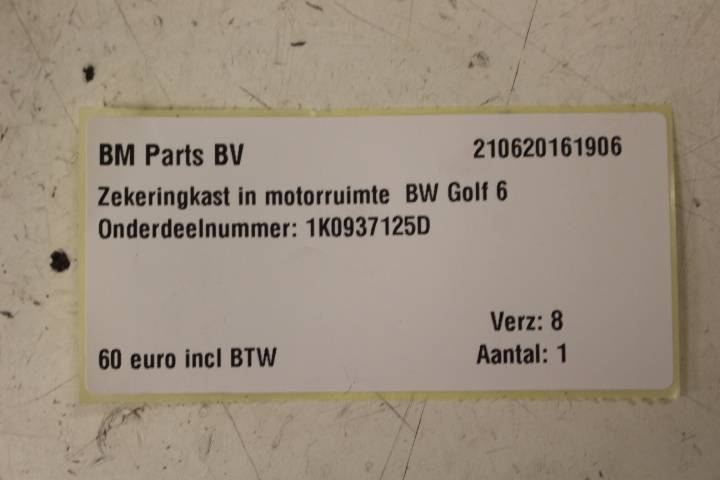 BM Parts BV 210620161906
Zekeringkast in motorruimte BW Golf 6
Onderdeelnummer: 1K0937125D
Verz: 8
60 euro incl BTW Aantal: 1